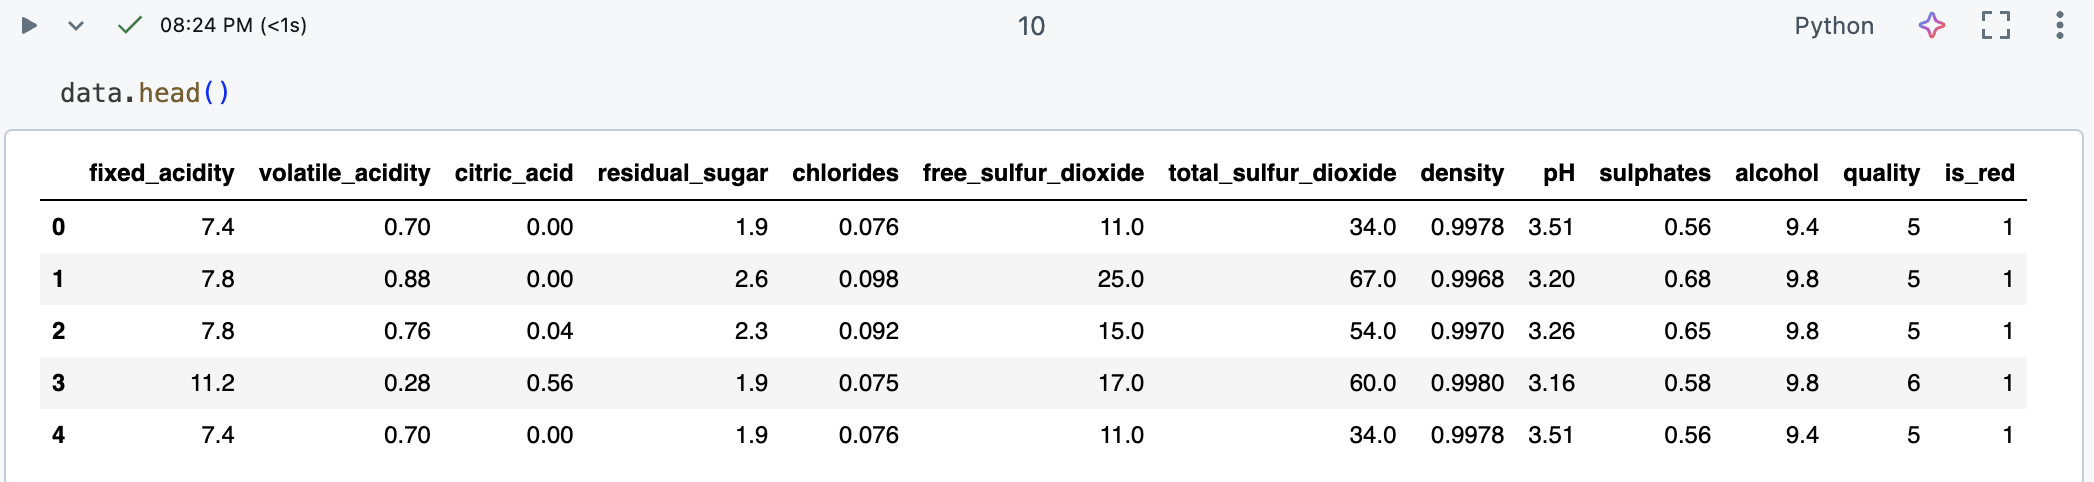 08:24 PM (<1s) 10 Python
data.head()
fixed_acidity volatile_acidity citric_acid residual_sugar chlorides free_sulfur_dioxide total_sulfur_dioxide density pH sulphates alcohol quality is_red
0 7.4 0.70 0.00 1.9 0.076 11.0 34.0 0.9978 3.51 0.56 9.4 5 1
1 7.8 0.88 0.00 2.6 0.098 25.0 67.0 0.9968 3.20 0.68 9.8 5 1
2 7.8 0.76 0.04 2.3 0.092 15.0 54.0 0.9970 3.26 0.65 9.8 5 1
3 11.2 0.28 0.56 1.9 0.075 17.0 60.0 0.9980 3.16 0.58 9.8 6 1
4 7.4 0.70 0.00 1.9 0.076 11.0 34.0 0.9978 3.51 0.56 9.4 5 1